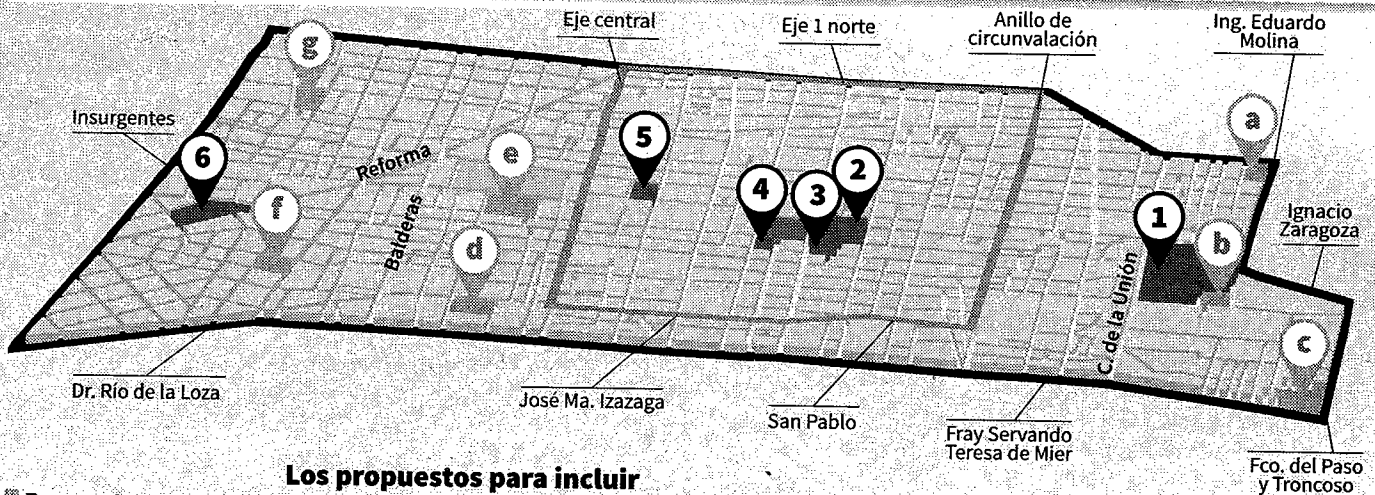 Eje central
Eje 1 norte
Anillo de
circunvalación
Ing. Eduardo
Molina
Insurgentes
g
a
6
5
e
Reforma
4
3
2
f
Balderas
d
1
b
Ignacio
Zaragoza
C. de la Unión
c
Dr. Río de la Loza
José Ma. Izazaga
San Pablo
Fray Servando
Teresa de Mier
Fco. del Paso
y Troncoso
Los propuestos para incluir